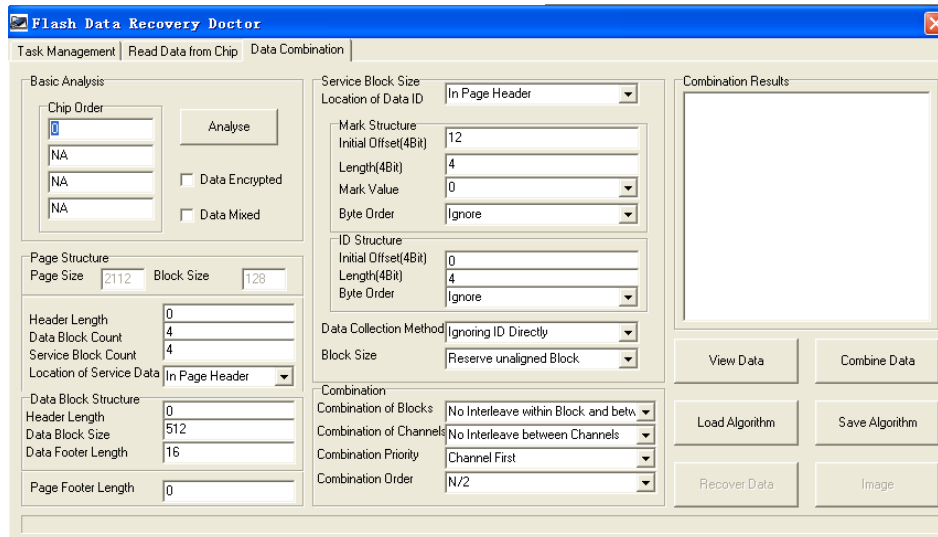 Flash Data Recovery Doctor
Task Management
Read Data from Chip
Data Combination
Basic Analysis
Chip Order
0
NA
NA
NA
Analyse
Data Encrypted
Data Mixed
Page Structure
Page Size 2112 Block Size 128
Header Length 0
Data Block Count 4
Service Block Count 4
Location of Service Data In Page Header
Data Block Structure
Header Length 0
Data Block Size 512
Data Footer Length 16
Page Footer Length 0
Service Block Size
Location of Data ID In Page Header
Mark Structure
Initial Offset(4Bit) 12
Length(4Bit) 4
Mark Value 0
Byte Order Ignore
ID Structure
Initial Offset(4Bit) 0
Length(4Bit) 4
Byte Order Ignore
Data Collection Method Ignoring ID Directly
Block Size Reserve unaligned Block
Combination
Combination of Blocks No Interleave within Block and betw
Combination of Channels No Interleave between Channels
Combination Priority Channel First
Combination Order N/2
Combination Results
View Data
Combine Data
Load Algorithm
Save Algorithm
Recover Data
Image